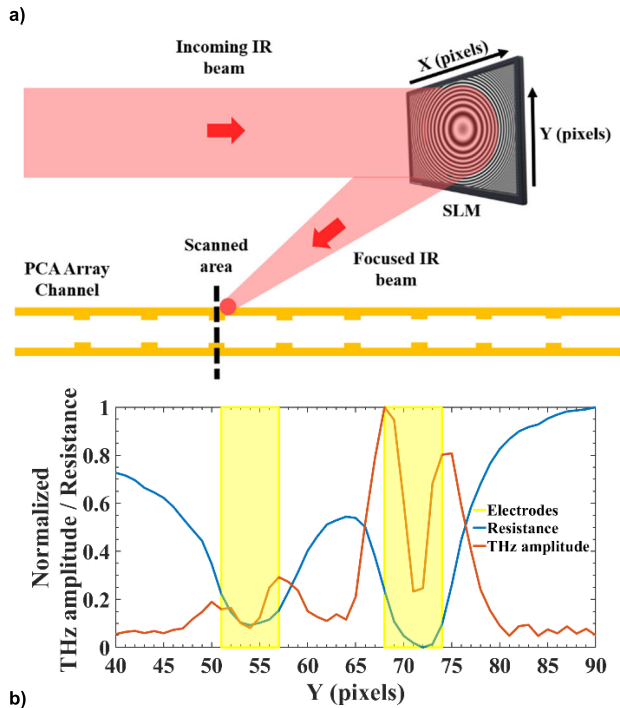 a)
Incoming IR
beam
X (pixels)
Y (pixels)
SLM
Scanned
area
Focused IR
beam
PCA Array
Channel
Normalized
THz amplitude / Resistance
1
0.8
0.6
0.4
0.2
0
Electrodes
Resistance
THz amplitude
40 45 50 55 60 65 70 75 80 85 90
Y (pixels)
b)